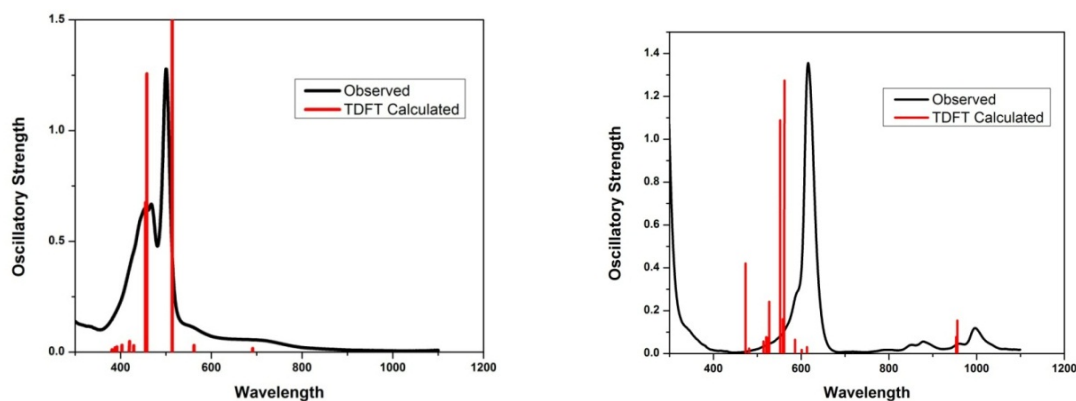 1.5
1.0
0.5
0.0
400
600
800
1000
1200
Oscillatory Strength
Wavelength
Observed
TDFT Calculated
1.4
1.2
1.0
0.8
0.6
0.4
0.2
0.0
400
600
800
1000
1200
Oscillatory Strength
Wavelength
Observed
TDFT Calculated